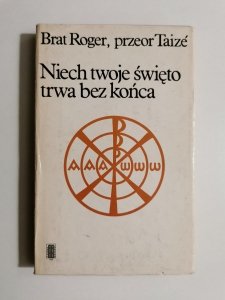 Brat Roger, przeor Taizé
Niech twoje święto
trwa bez końca
A A A ω ω ω